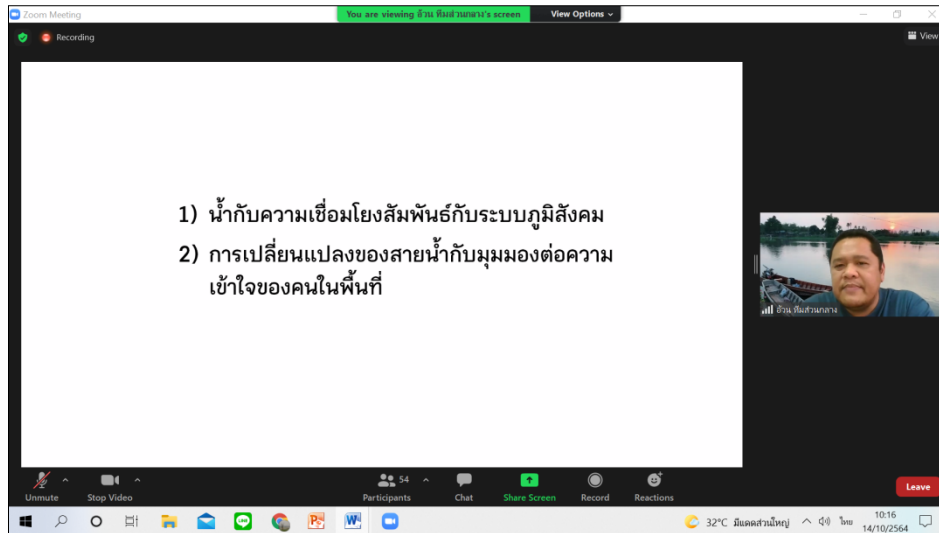 Zoom Meeting
You are viewing อ้วน ทีมส่วนกลาง's screen
View Options
Recording
View
1) น้ำกับความเชื่อมโยงสัมพันธ์กับระบบภูมิสังคม
2) การเปลี่ยนแปลงของสายน้ำกับมุมมองต่อความ
เข้าใจของคนในพื้นที่
อ้วน ทีมส่วนกลาง
54
Unmute
Stop Video
Participants
Chat
Share Screen
Record
Reactions
Leave
32°C มีแดดส่วนใหญ่
ไทย
10:16
14/10/2564